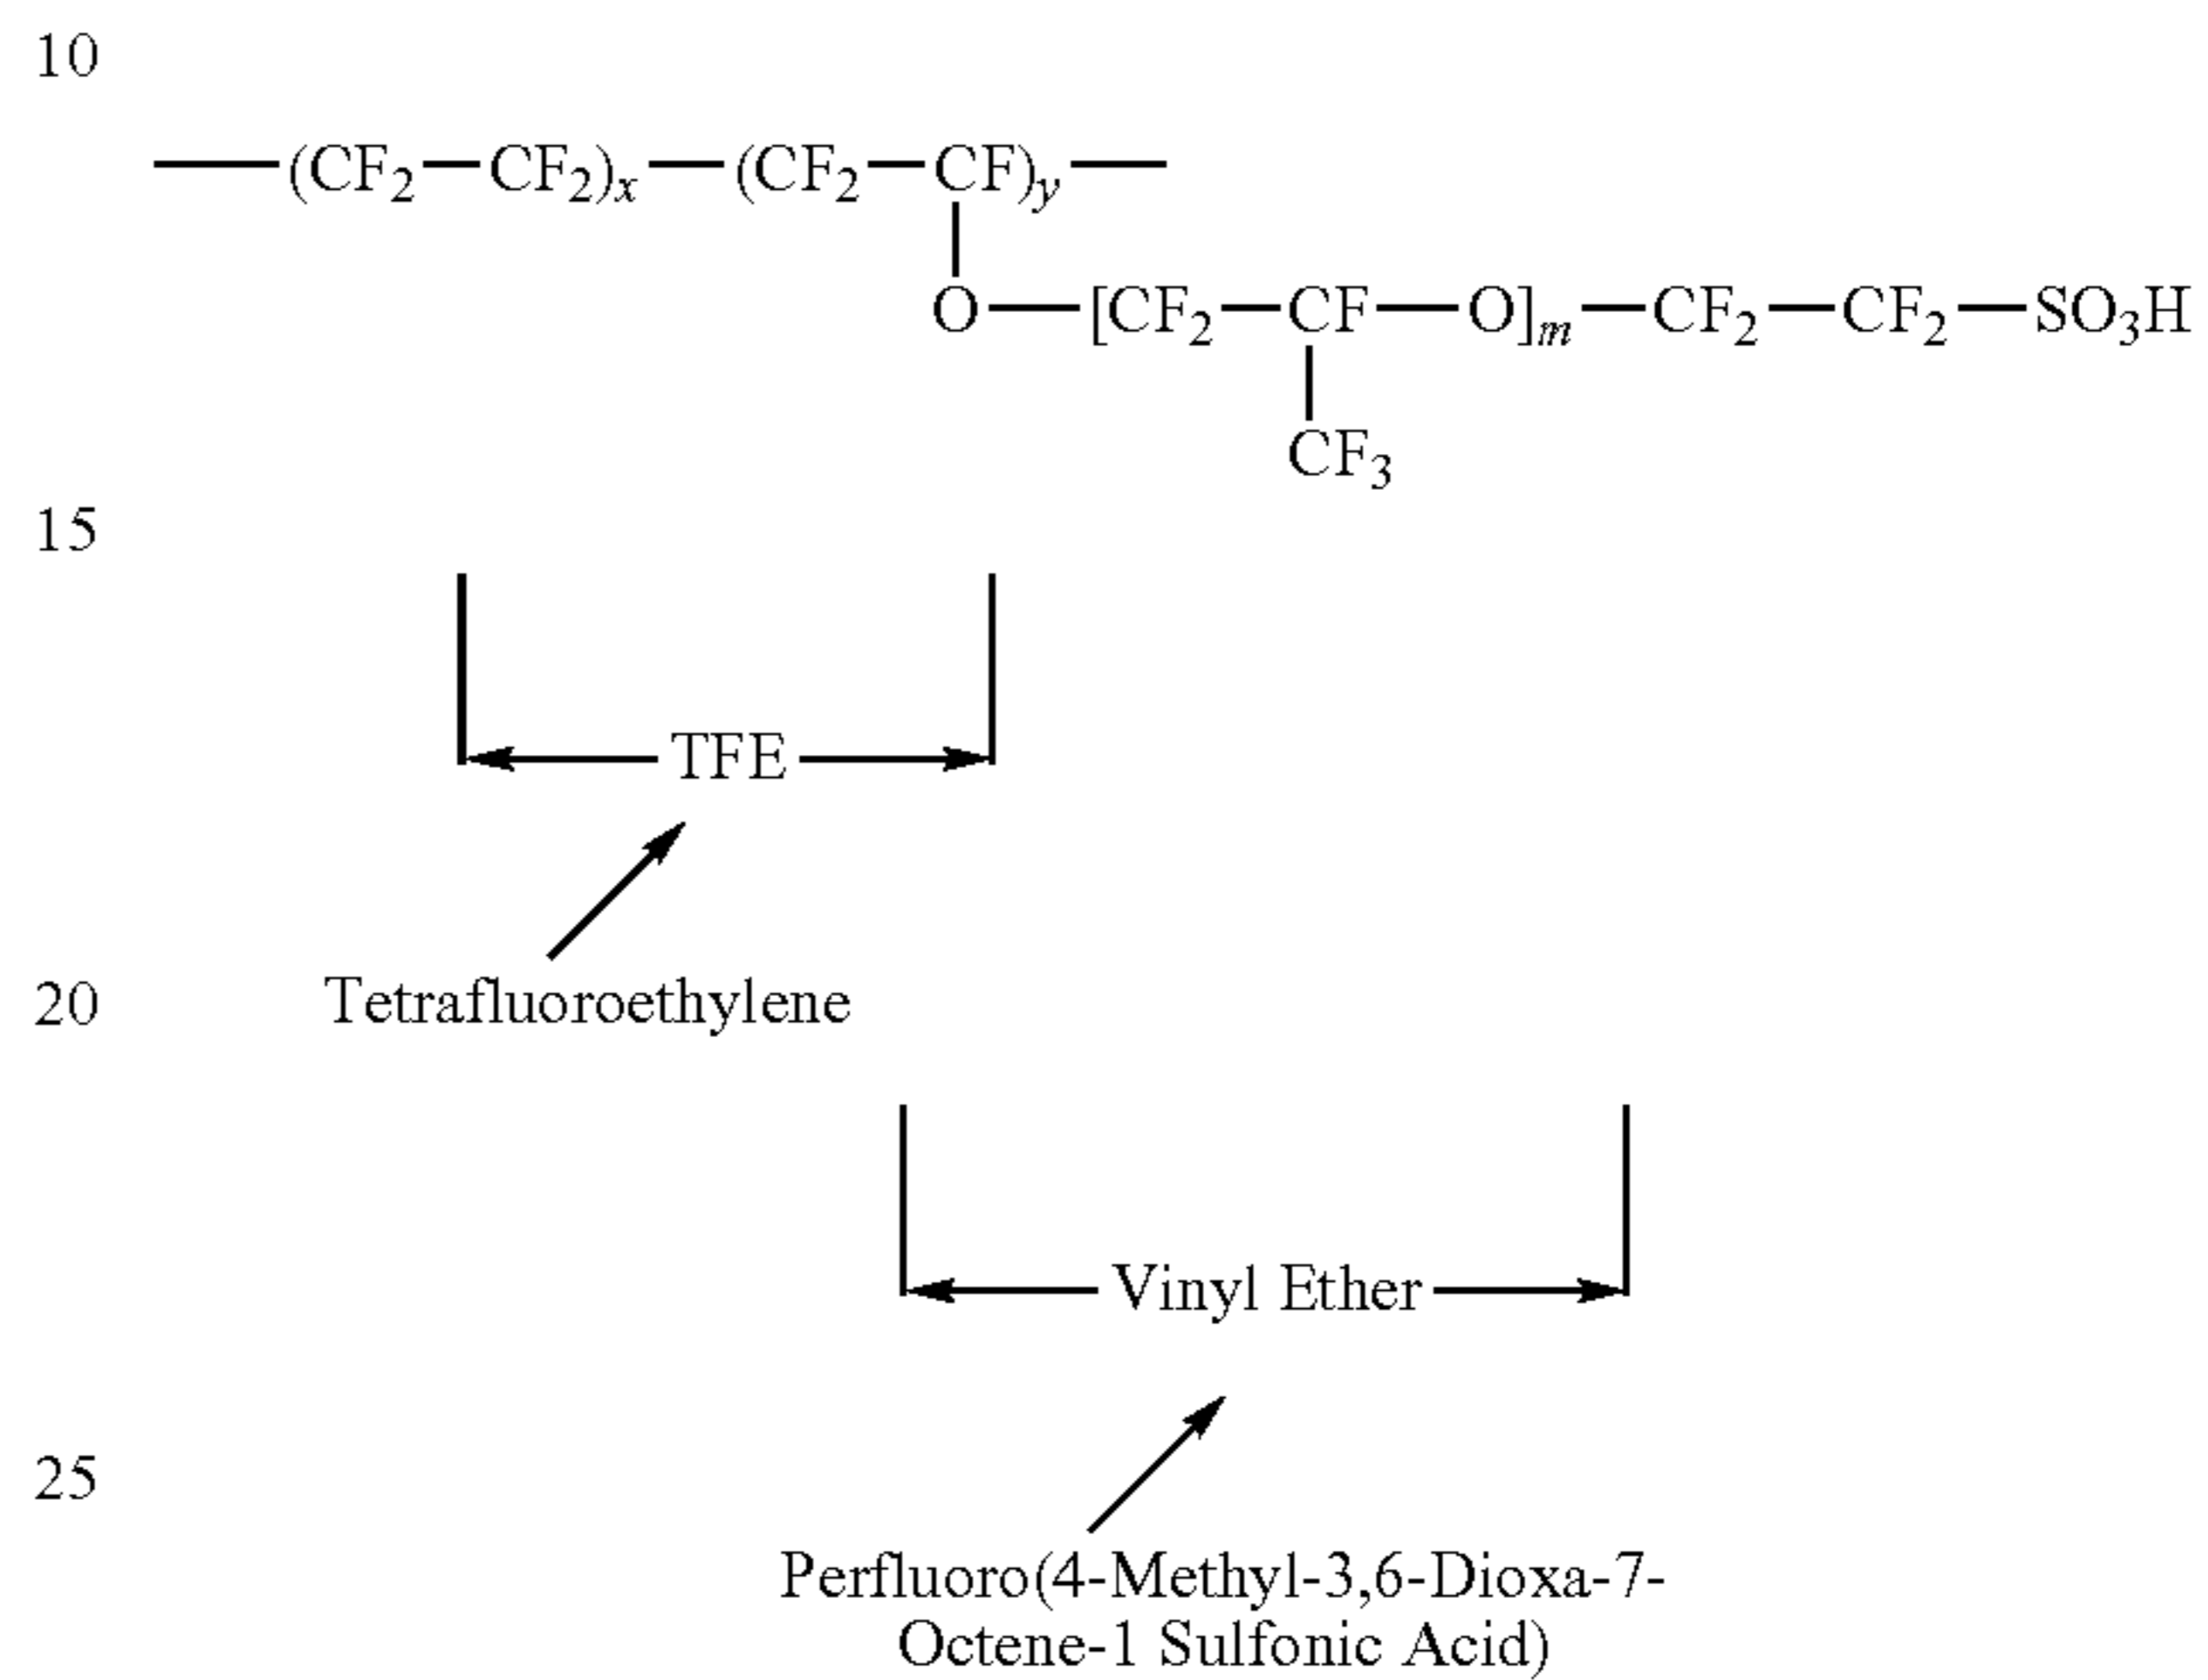 10
—(CF₂—CF₂)ₓ—(CF₂—CF)y—
O—[CF₂—CF—O]m—CF₂—CF₂—SO₃H
CF₃
15
TFE
20 Tetrafluoroethylene
Vinyl Ether
25
Perfluoro(4-Methyl-3,6-Dioxa-7-
Octene-1 Sulfonic Acid)